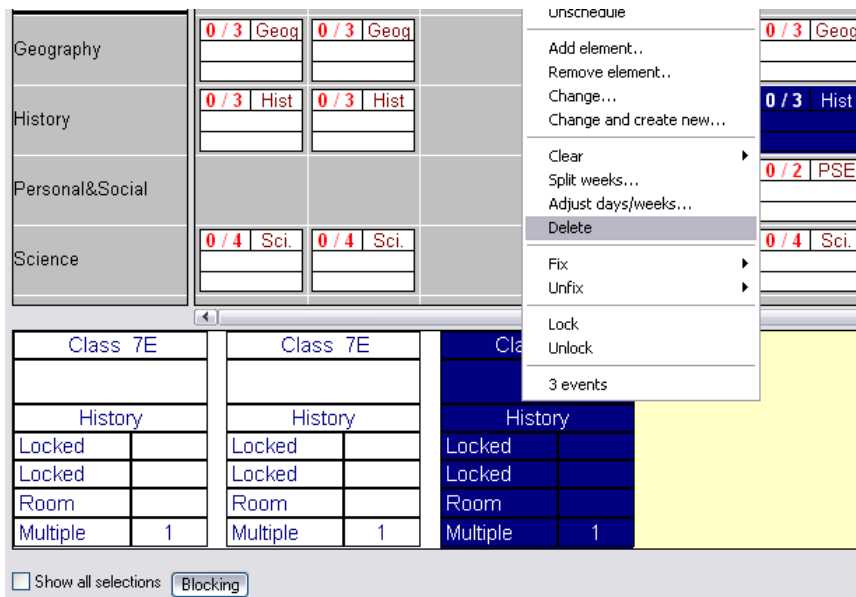 Unschedule
Geography
0 / 3 Geog 0 / 3 Geog 0 / 3 Geog
Add element..
Remove element..
Change...
Change and create new...
History
0 / 3 Hist 0 / 3 Hist 0 / 3 Hist
Clear
Split weeks...
Adjust days/weeks...
Delete
Personal&Social
0 / 2 PSE
Science
0 / 4 Sci. 0 / 4 Sci. 0 / 4 Sci.
Fix
Unfix
Lock
Unlock
3 events
Class 7E Class 7E Cla
History History History
Locked Locked Locked
Locked Locked Locked
Room Room Room
Multiple 1 Multiple 1 Multiple 1
Show all selections Blocking